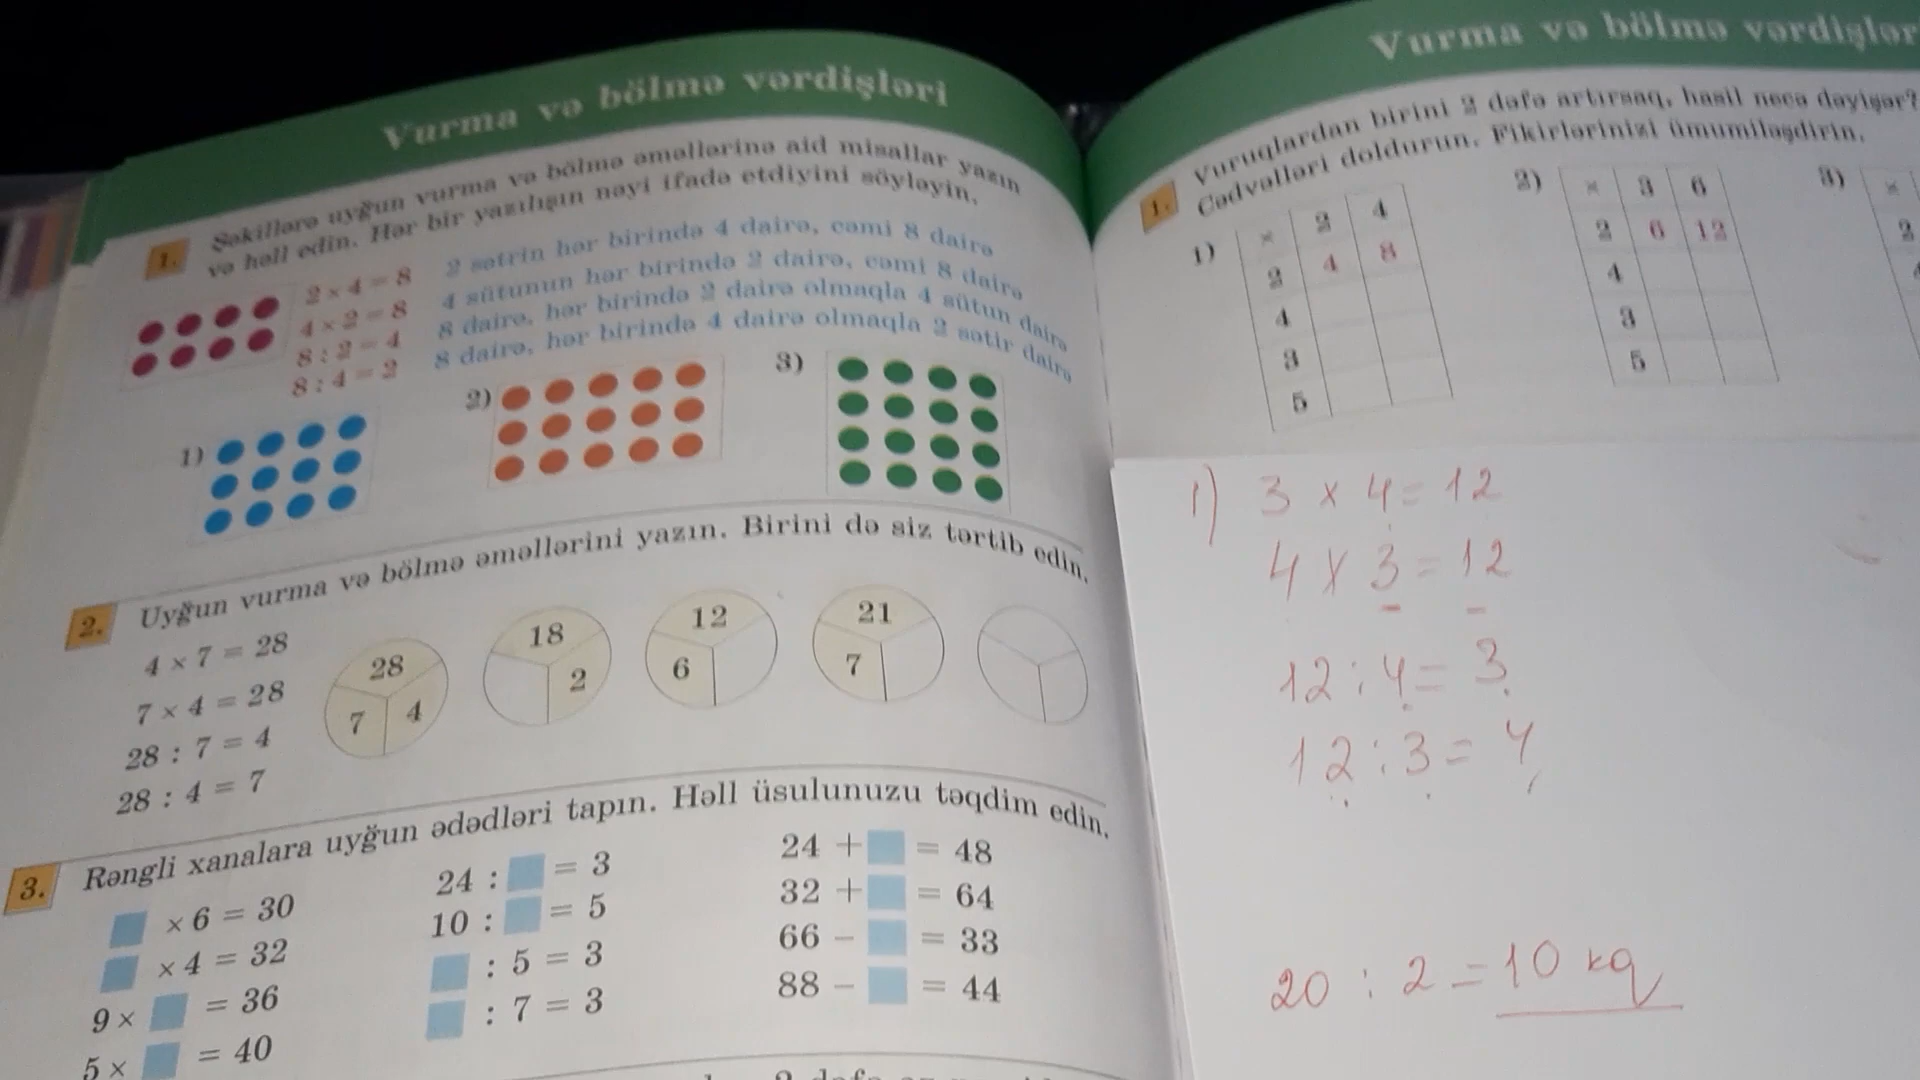 Vurma və bölmə vərdişləri
1. Şəkillərə uyğun vurma və bölmə əməllərinə aid misallar yazın
və həll edin. Hər bir yazılışın nəyi ifadə etdiyini söyləyin.
2 × 4 = 8 2 sətrin hər birində 4 dairə, cəmi 8 dairə
4 × 2 = 8 4 sütunun hər birində 2 dairə, cəmi 8 dairə
8 : 2 = 4 8 dairə, hər birində 2 dairə olmaqla 4 sütun dairə
8 : 4 = 2 8 dairə, hər birində 4 dairə olmaqla 2 sətir dairə
1) 2) 3)
2. Uyğun vurma və bölmə əməllərini yazın. Birini də siz tərtib edin.
4 × 7 = 28
7 × 4 = 28
28 : 7 = 4
28 : 4 = 7
28 7 4
18 2
12 6
21 7
3. Rəngli xanalara uyğun ədədləri tapın. Həll üsulunuzu təqdim edin.
× 6 = 30
× 4 = 32
9 × = 36
5 × = 40
24 : = 3
10 : = 5
: 5 = 3
: 7 = 3
24 + = 48
32 + = 64
66 − = 33
88 − = 44
Vurma və bölmə vərdişlər
1. Vuruqlardan birini 2 dəfə artırsaq, hasil necə dəyişər?
Cədvəlləri doldurun. Fikirlərinizi ümumiləşdirin.
1)
× 2 4
2 4 8
4
3
5
2)
× 3 6
2 6 12
4
3
5
3)
×
2
1) 3 × 4 = 12
4 × 3 = 12
12 : 4 = 3
12 : 3 = 4
20 : 2 = 10 kq